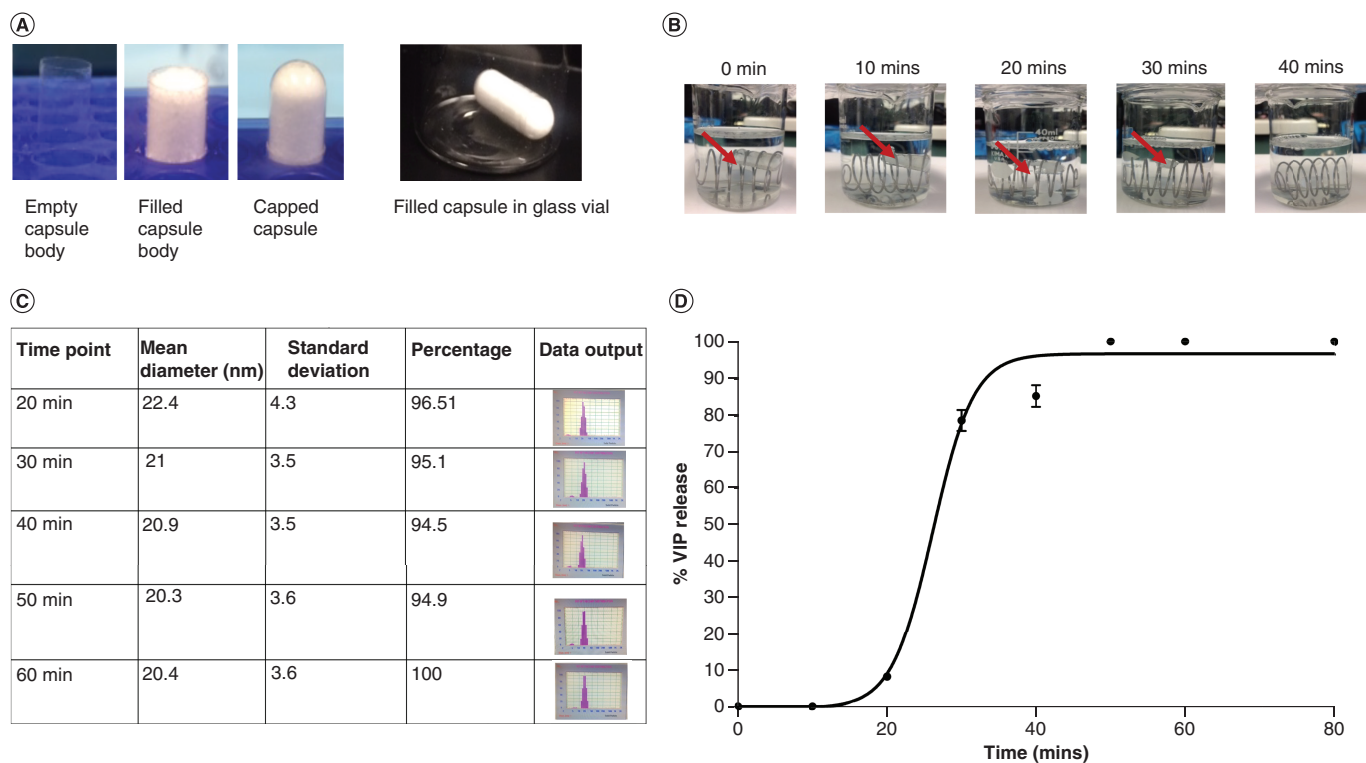 A
Empty
capsule
body
Filled
capsule
body
Capped
capsule
Filled capsule in glass vial
B
0 min
10 mins
20 mins
30 mins
40 mins
40ml
C
Time point
Mean
diameter (nm)
Standard
deviation
Percentage
Data output
20 min
22.4
4.3
96.51
30 min
21
3.5
95.1
40 min
20.9
3.5
94.5
50 min
20.3
3.6
94.9
60 min
20.4
3.6
100
D
100
90
80
70
60
50
40
30
20
10
0
% VIP release
0
20
40
60
80
Time (mins)